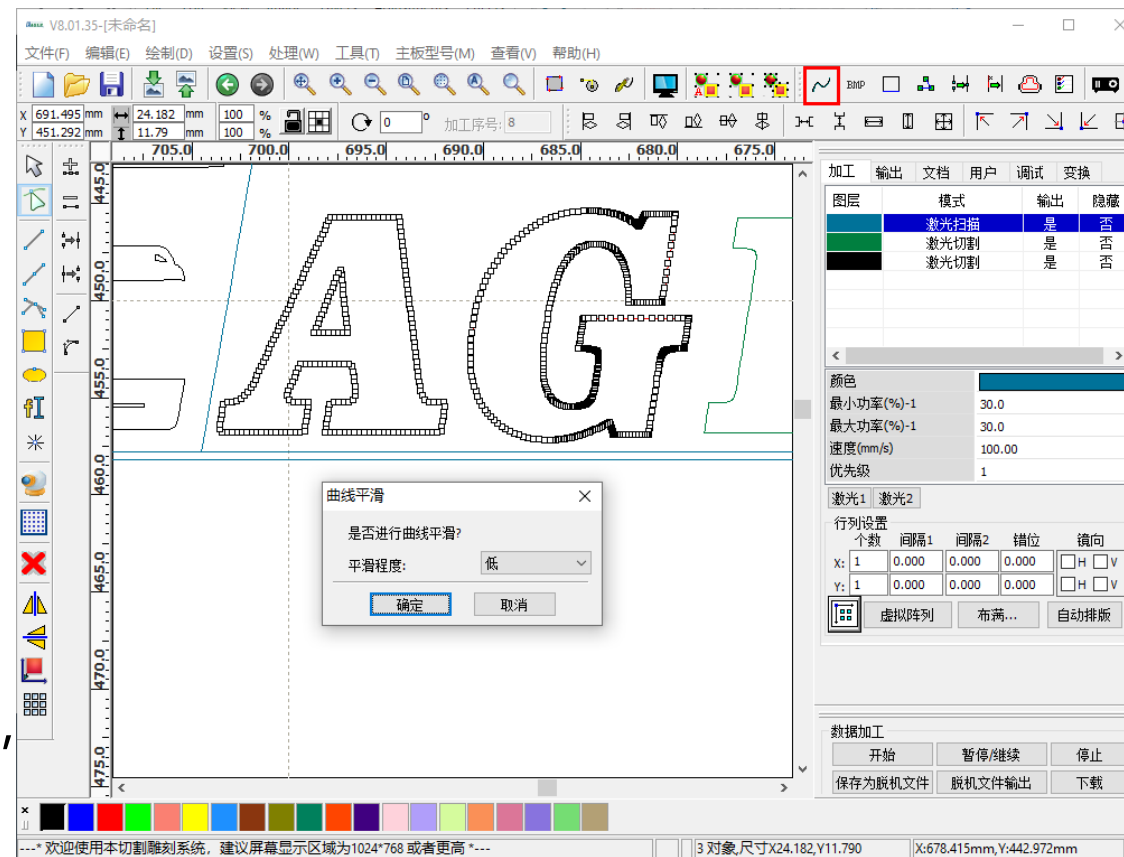 V8.01.35-[未命名]
文件(F) 编辑(E) 绘制(D) 设置(S) 处理(W) 工具(T) 主板型号(M) 查看(V) 帮助(H)
BMP
X 691.495 mm 24.182 mm 100 %
Y 451.292 mm 11.79 mm 100 %
0 ° 加工序号: 8
705.0 700.0 695.0 690.0 685.0 680.0 675.0
445.0
450.0
455.0
460.0
465.0
470.0
475.0
AG
曲线平滑
是否进行曲线平滑?
平滑程度: 低
确定 取消
加工 输出 文档 用户 调试 变换
图层 模式 输出 隐藏
激光扫描 是 否
激光切割 是 否
激光切割 是 否
颜色
最小功率(%)-1 30.0
最大功率(%)-1 30.0
速度(mm/s) 100.00
优先级 1
激光1 激光2
行列设置
个数 间隔1 间隔2 错位 镜向
X: 1 0.000 0.000 0.000 H V
Y: 1 0.000 0.000 0.000 H V
虚拟阵列 布满... 自动排版
数据加工
开始 暂停/继续 停止
保存为脱机文件 脱机文件输出 下载
,
---* 欢迎使用本切割雕刻系统, 建议屏幕显示区域为1024*768 或者更高 *---
3 对象,尺寸X24.182,Y11.790 X:678.415mm,Y:442.972mm